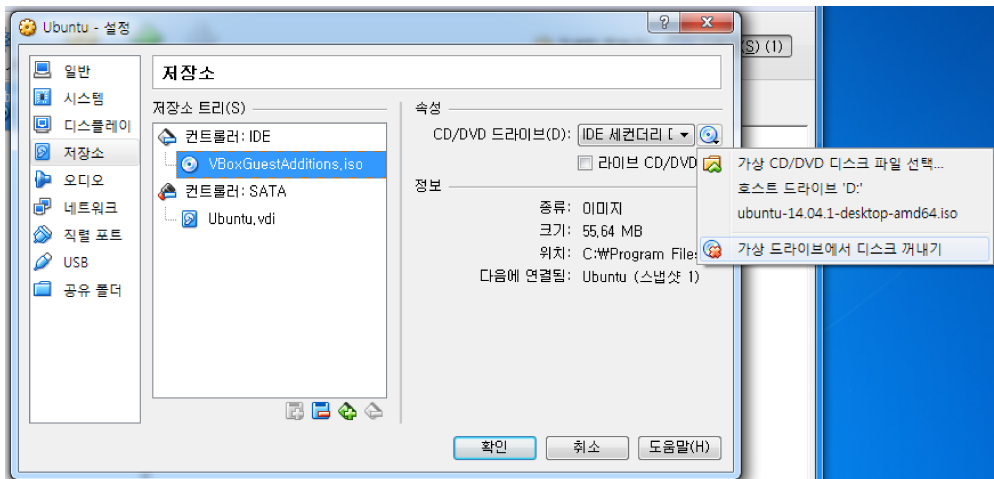 Ubuntu - 설정
(S) (1)
일반
시스템
디스플레이
저장소
오디오
네트워크
직렬 포트
USB
공유 폴더
저장소
저장소 트리(S)
컨트롤러: IDE
VBoxGuestAdditions.iso
컨트롤러: SATA
Ubuntu.vdi
속성
CD/DVD 드라이브(D): IDE 세컨더리
라이브 CD/DVD
정보
종류: 이미지
크기: 55.64 MB
위치: C:₩Program Files
다음에 연결됨: Ubuntu (스냅샷 1)
가상 CD/DVD 디스크 파일 선택...
호스트 드라이브 'D:'
ubuntu-14.04.1-desktop-amd64.iso
가상 드라이브에서 디스크 꺼내기
확인
취소
도움말(H)